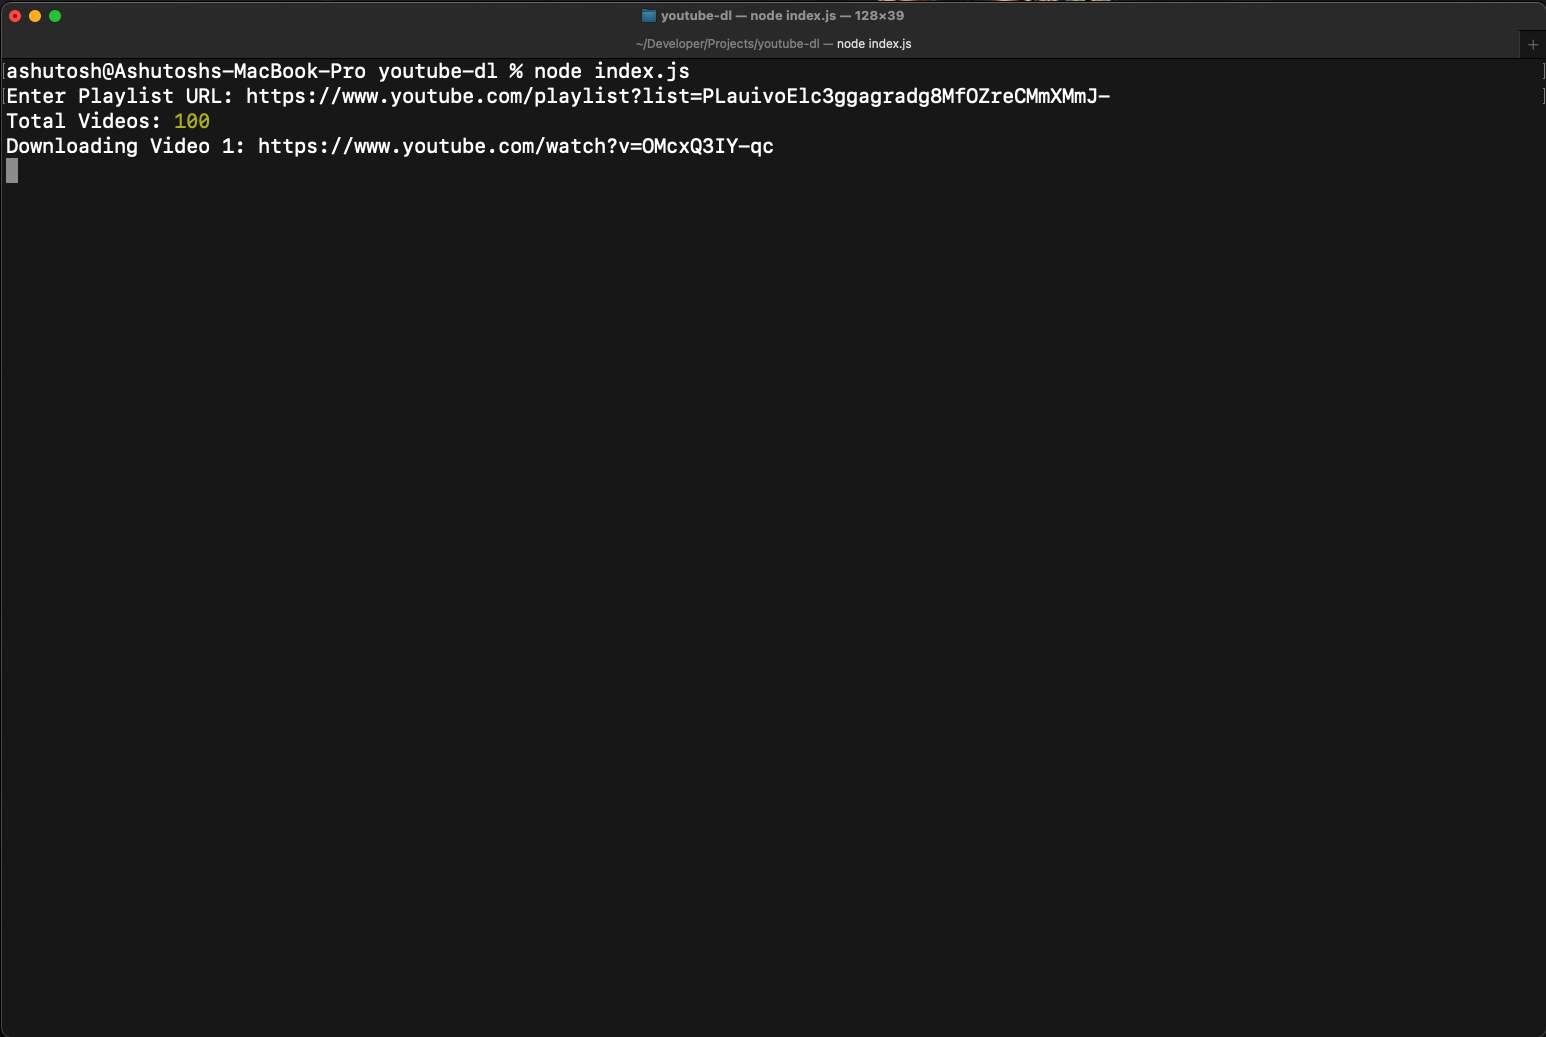 youtube-dl — node index.js — 128×39
~/Developer/Projects/youtube-dl — node index.js
+
[ashutosh@Ashutoshs-MacBook-Pro youtube-dl % node index.js ]
[Enter Playlist URL: https://www.youtube.com/playlist?list=PLauivoElc3ggagradg8MfOZreCMmXMmJ- ]
Total Videos: 100
Downloading Video 1: https://www.youtube.com/watch?v=OMcxQ3IY-qc